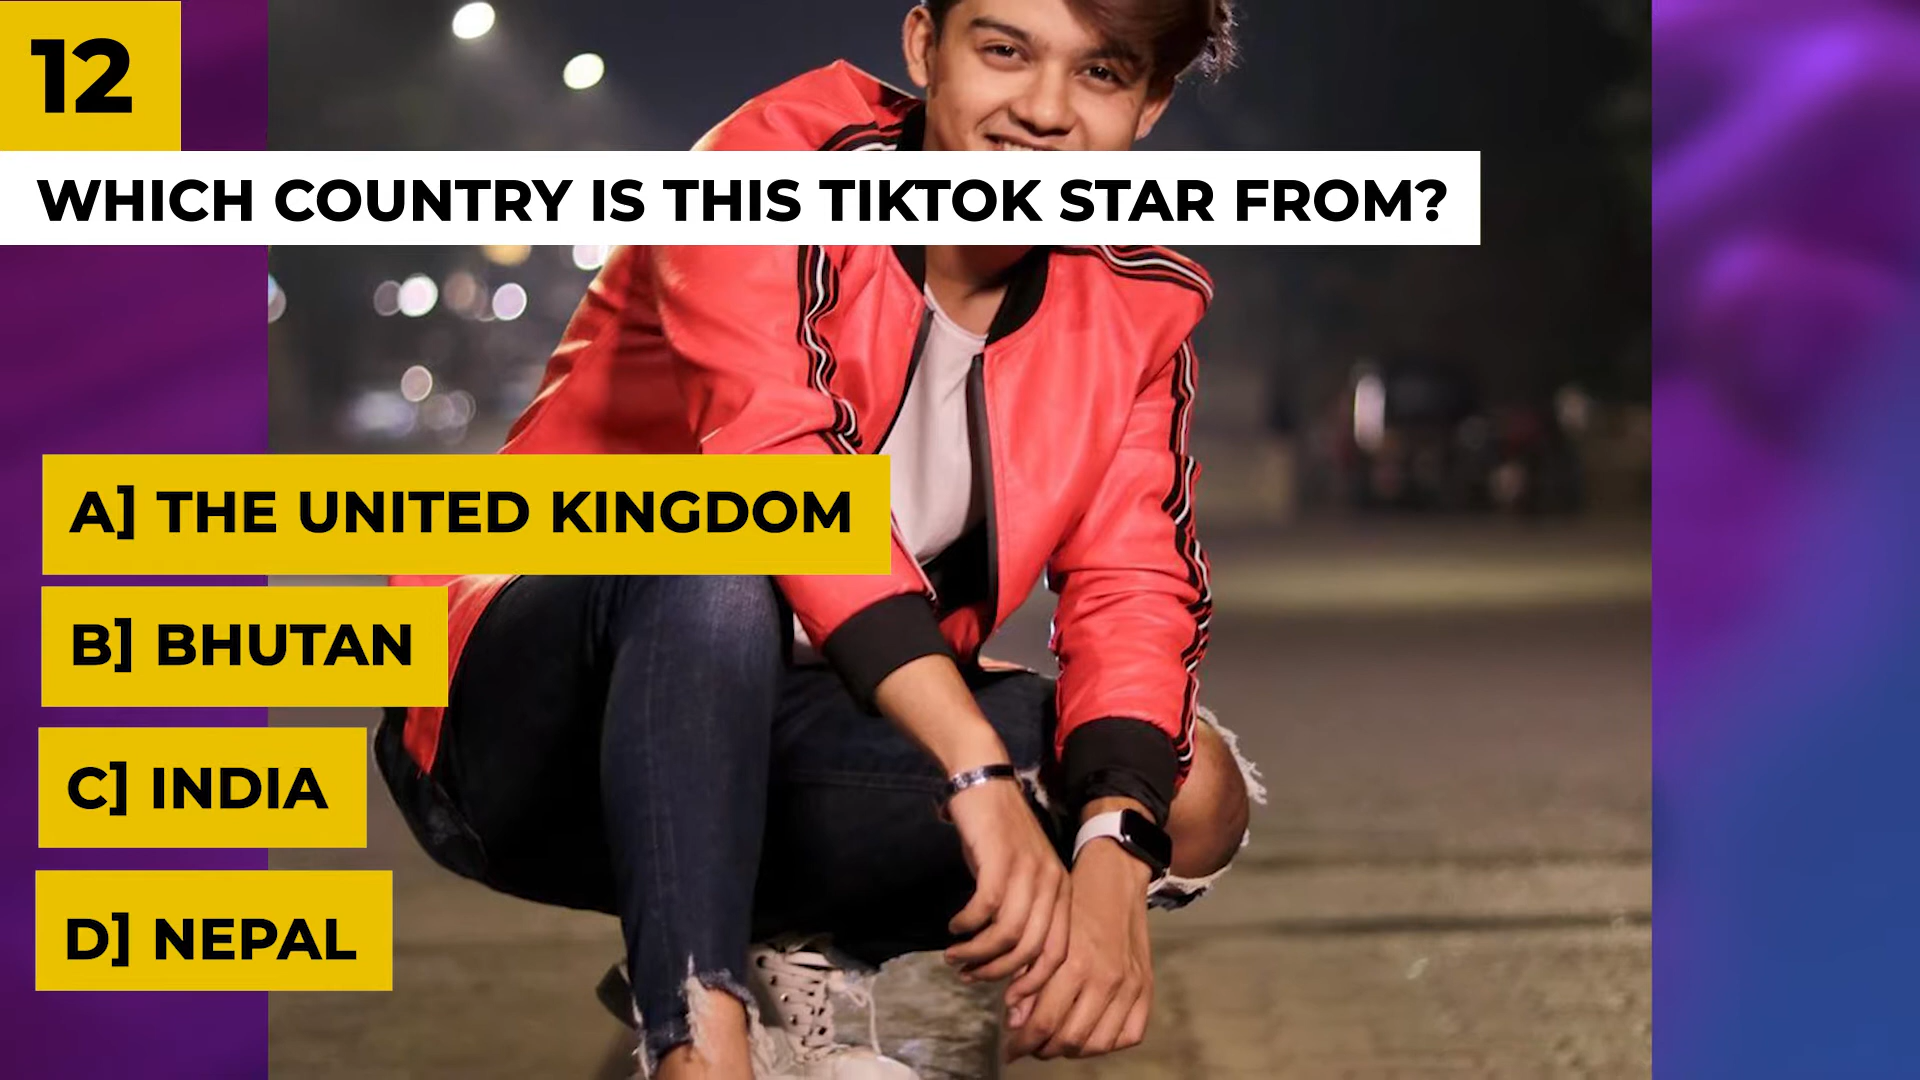 12
WHICH COUNTRY IS THIS TIKTOK STAR FROM?
A] THE UNITED KINGDOM
B] BHUTAN
C] INDIA
D] NEPAL